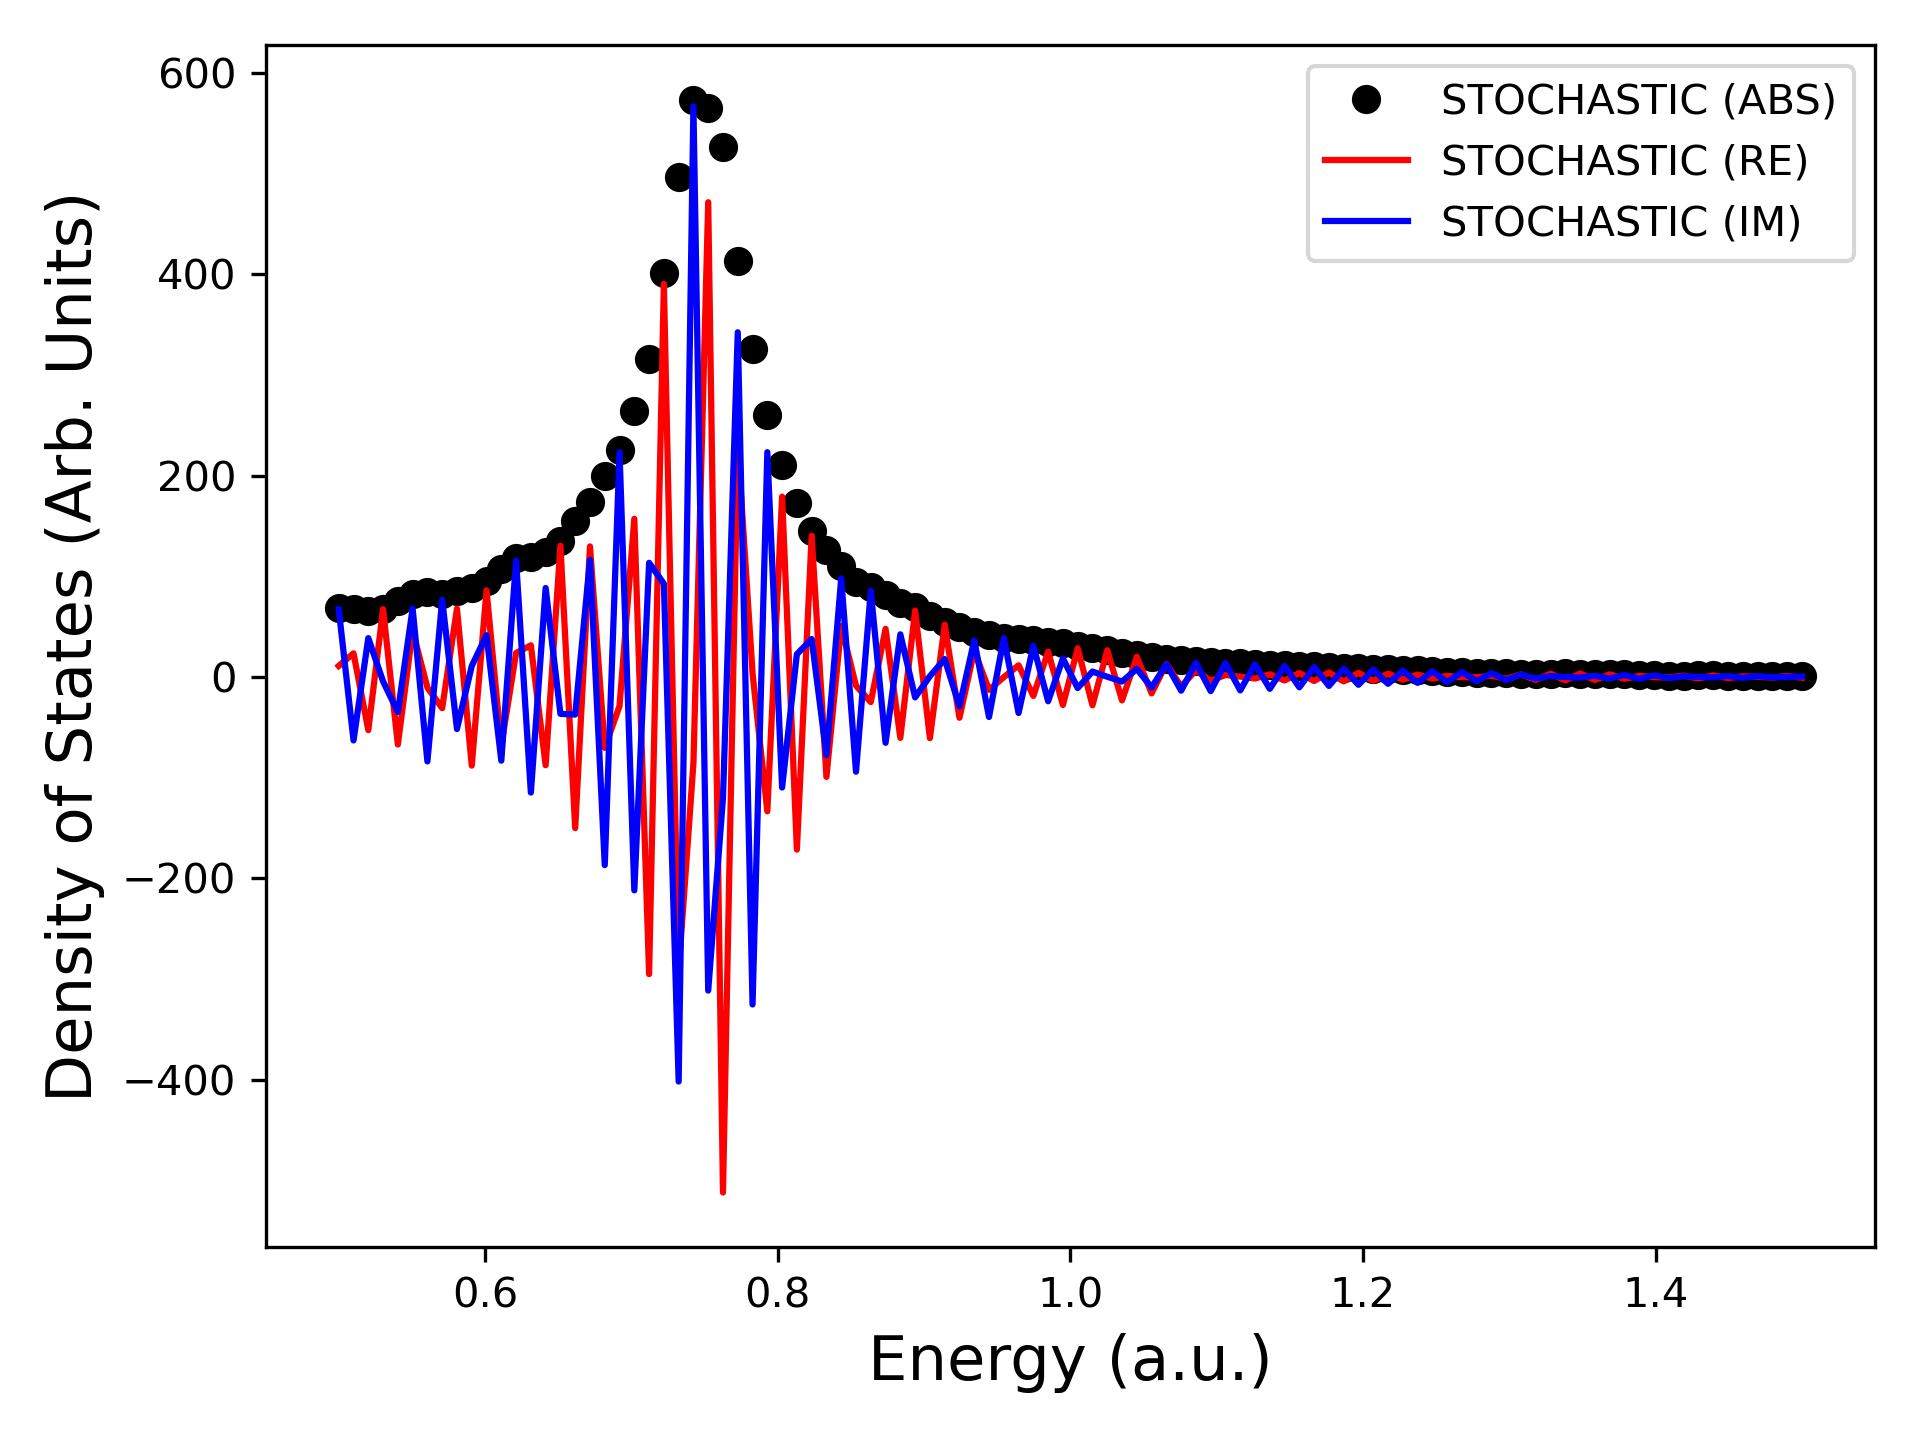 600
400
200
0
−200
−400
0.6
0.8
1.0
1.2
1.4
Density of States (Arb. Units)
Energy (a.u.)
STOCHASTIC (ABS)
STOCHASTIC (RE)
STOCHASTIC (IM)